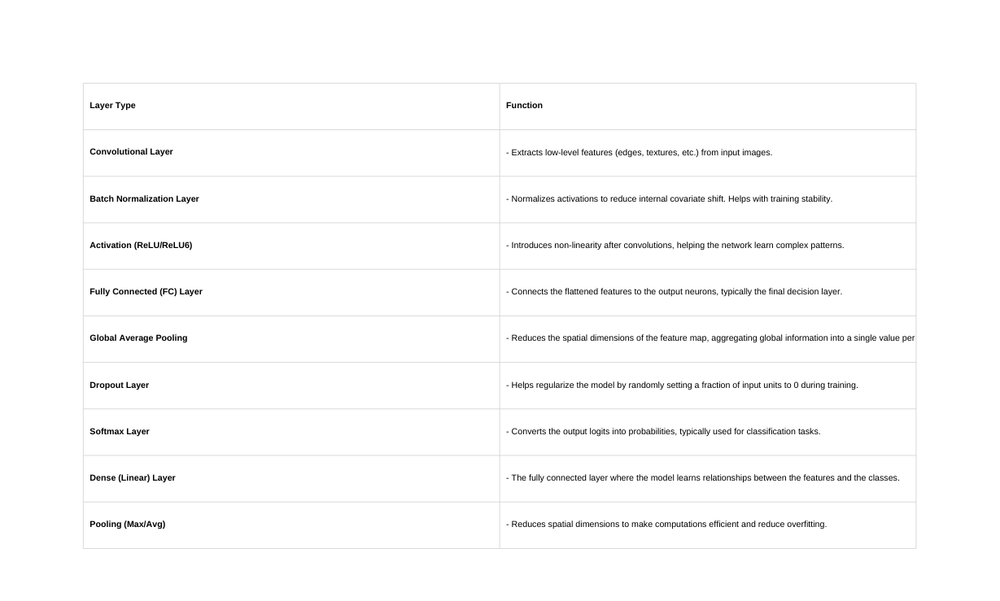 Layer Type
Function
Convolutional Layer
- Extracts low-level features (edges, textures, etc.) from input images.
Batch Normalization Layer
- Normalizes activations to reduce internal covariate shift. Helps with training stability.
Activation (ReLU/ReLU6)
- Introduces non-linearity after convolutions, helping the network learn complex patterns.
Fully Connected (FC) Layer
- Connects the flattened features to the output neurons, typically the final decision layer.
Global Average Pooling
- Reduces the spatial dimensions of the feature map, aggregating global information into a single value per
Dropout Layer
- Helps regularize the model by randomly setting a fraction of input units to 0 during training.
Softmax Layer
- Converts the output logits into probabilities, typically used for classification tasks.
Dense (Linear) Layer
- The fully connected layer where the model learns relationships between the features and the classes.
Pooling (Max/Avg)
- Reduces spatial dimensions to make computations efficient and reduce overfitting.